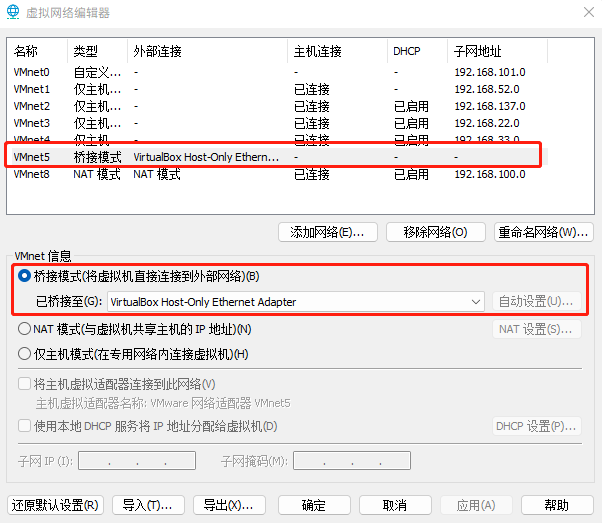 虚拟网络编辑器
名称 类型 外部连接 主机连接 DHCP 子网地址
VMnet0 自定义... - - - 192.168.101.0
VMnet1 仅主机... - 已连接 - 192.168.52.0
VMnet2 仅主机... - 已连接 已启用 192.168.137.0
VMnet3 仅主机... - 已连接 已启用 192.168.22.0
VMnet4 仅主机... - 已连接 已启用 192.168.33.0
VMnet5 桥接模式 VirtualBox Host-Only Ethern... - - -
VMnet8 NAT 模式 NAT 模式 已连接 已启用 192.168.100.0
添加网络(E)... 移除网络(O) 重命名网络(W)...
VMnet 信息
桥接模式(将虚拟机直接连接到外部网络)(B)
已桥接至(G): VirtualBox Host-Only Ethernet Adapter 自动设置(U)...
NAT 模式(与虚拟机共享主机的 IP 地址)(N) NAT 设置(S)...
仅主机模式(在专用网络内连接虚拟机)(H)
将主机虚拟适配器连接到此网络(V)
主机虚拟适配器名称: VMware 网络适配器 VMnet5
使用本地 DHCP 服务将 IP 地址分配给虚拟机(D) DHCP 设置(P)...
子网 IP (I): . . . 子网掩码(M): . . .
还原默认设置(R) 导入(T)... 导出(X)... 确定 取消 应用(A) 帮助